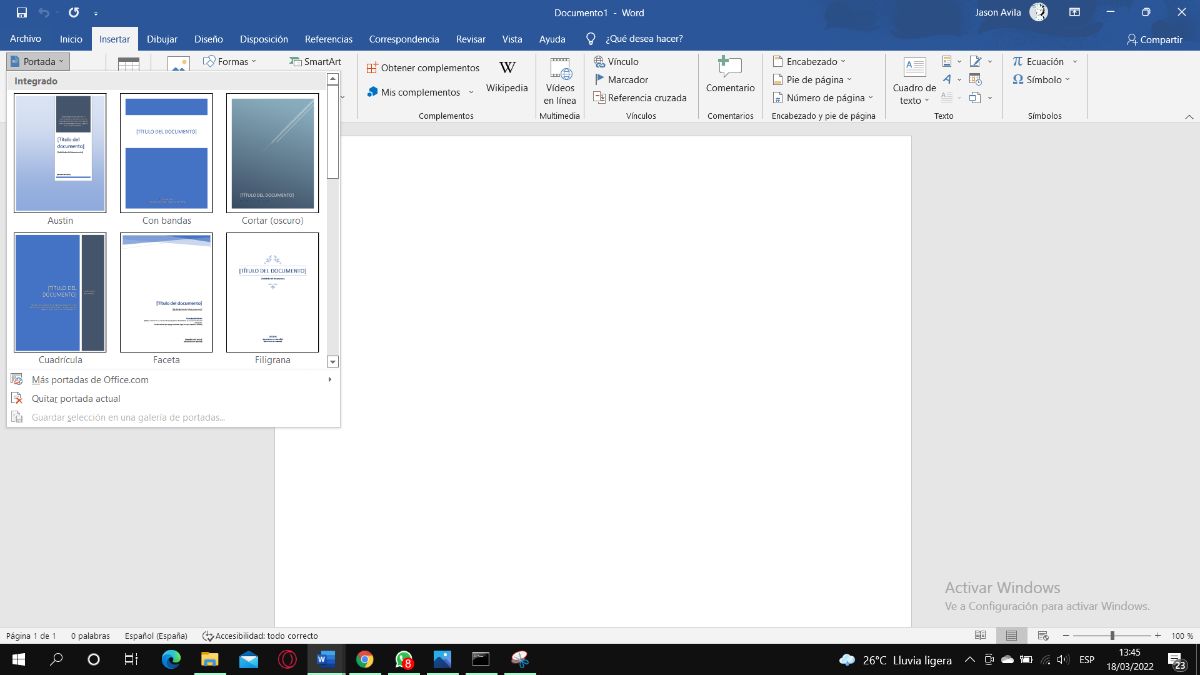 Documento1 - Word
Jason Avila
Archivo Inicio Insertar Dibujar Diseño Disposición Referencias Correspondencia Revisar Vista Ayuda ¿Qué desea hacer? Compartir
Portada
Formas
SmartArt
Obtener complementos
Mis complementos
W
Wikipedia
Complementos
Vídeos
en línea
Multimedia
Vínculo
Marcador
Referencia cruzada
Vínculos
Comentario
Comentarios
Encabezado
Pie de página
Número de página
Encabezado y pie de página
Cuadro de
texto
Texto
π Ecuación
Ω Símbolo
Símbolos
Integrado
[Título del
documento]
Austin
[TÍTULO DEL DOCUMENTO]
Con bandas
[TÍTULO DEL DOCUMENTO]
Cortar (oscuro)
[TÍTULO DEL
DOCUMENTO]
Cuadrícula
[Título del documento]
Faceta
[TÍTULO DEL DOCUMENTO]
Filigrana
Más portadas de Office.com
Quitar portada actual
Guardar selección en una galería de portadas...
Activar Windows
Ve a Configuración para activar Windows.
Página 1 de 1 0 palabras Español (España) Accesibilidad: todo correcto
100 %
8
26°C Lluvia ligera
ESP
13:45
18/03/2022
23